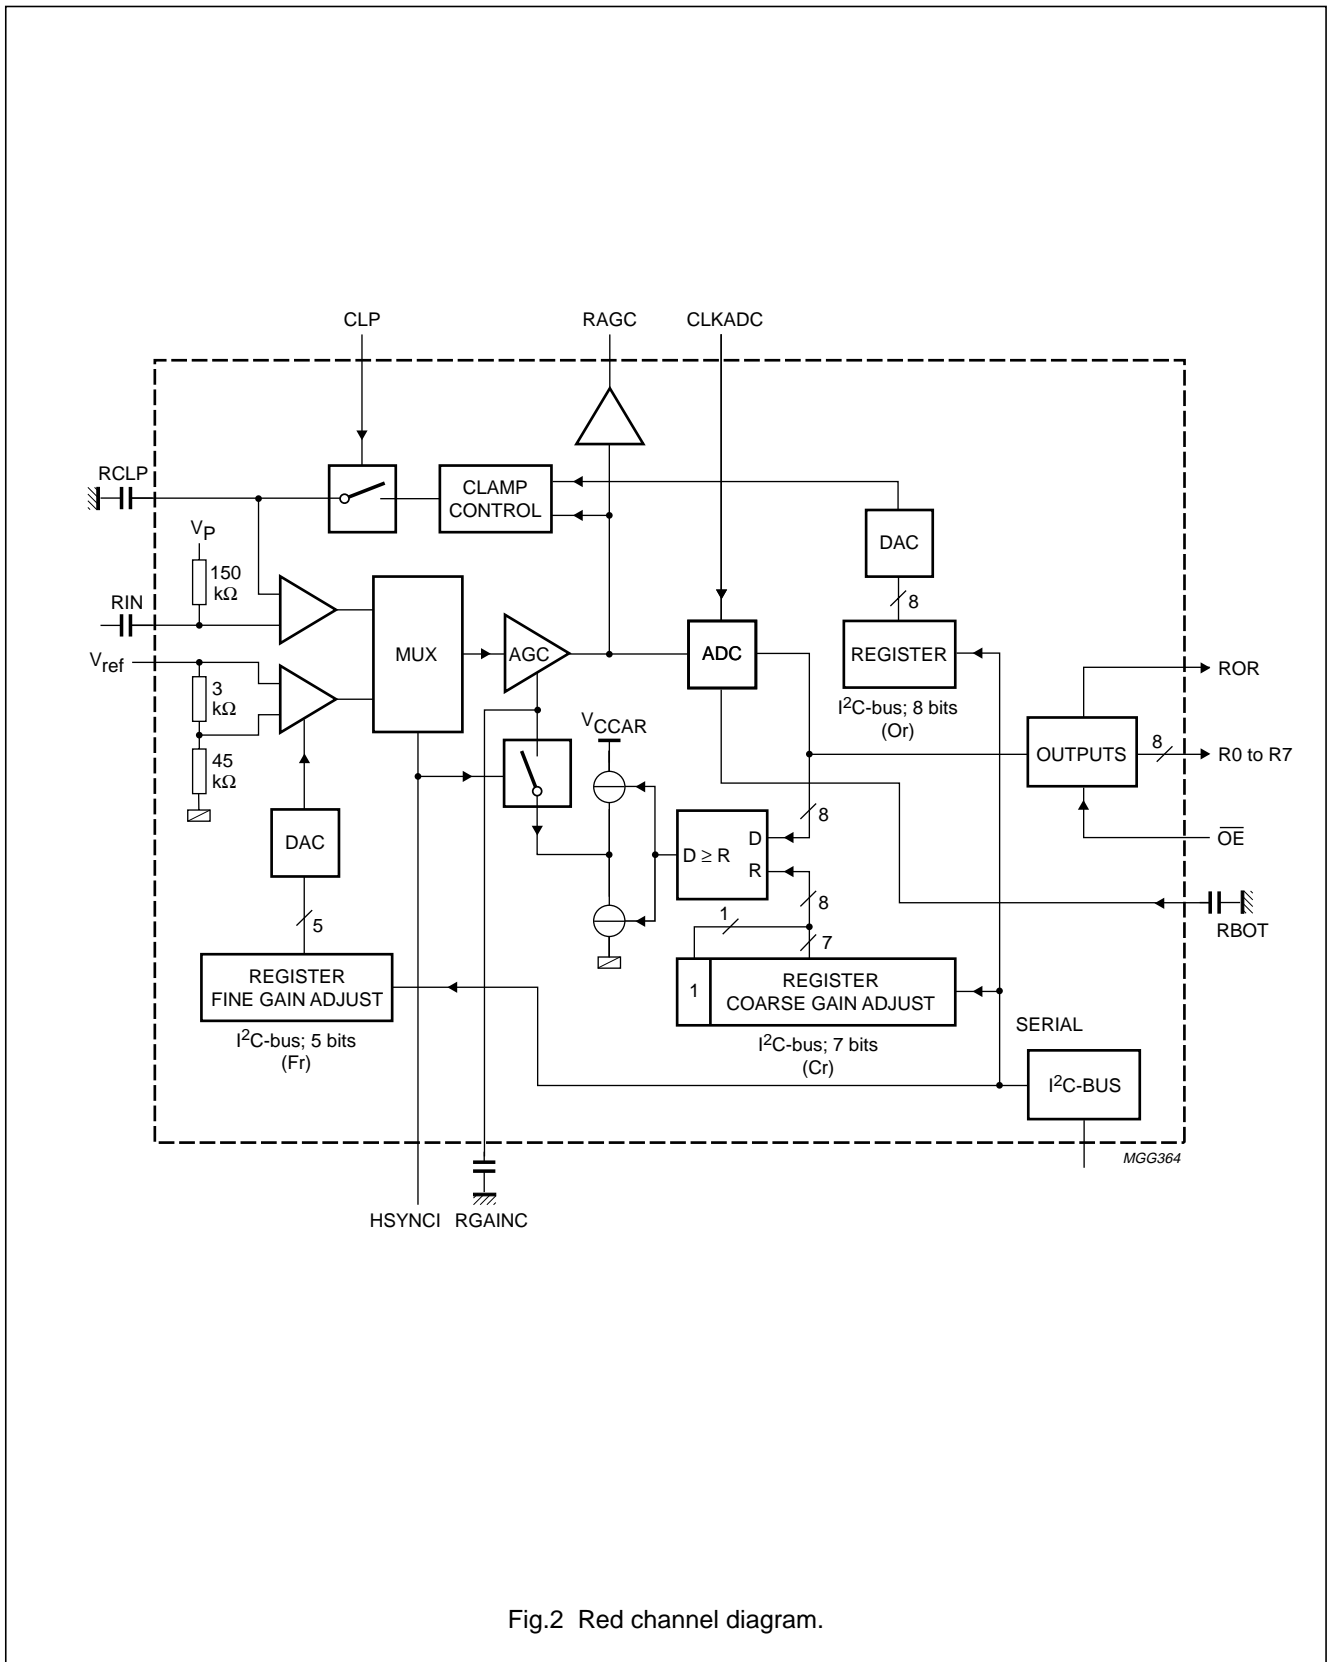 CLP RAGC CLKADC
RCLP
CLAMP
CONTROL
VP
DAC
150
kΩ
8
RIN
MUX
AGC
ADC
REGISTER
Vref
ROR
3
kΩ
I2C-bus; 8 bits
(Or)
VCCAR
OUTPUTS
8
R0 to R7
45
kΩ
8
DAC
D
D ≥ R
OE
R
8
1
5
RBOT
7
REGISTER
FINE GAIN ADJUST
1
REGISTER
COARSE GAIN ADJUST
SERIAL
I2C-bus; 5 bits
(Fr)
I2C-bus; 7 bits
(Cr)
I2C-BUS
MGG364
HSYNCI RGAINC
Fig.2 Red channel diagram.